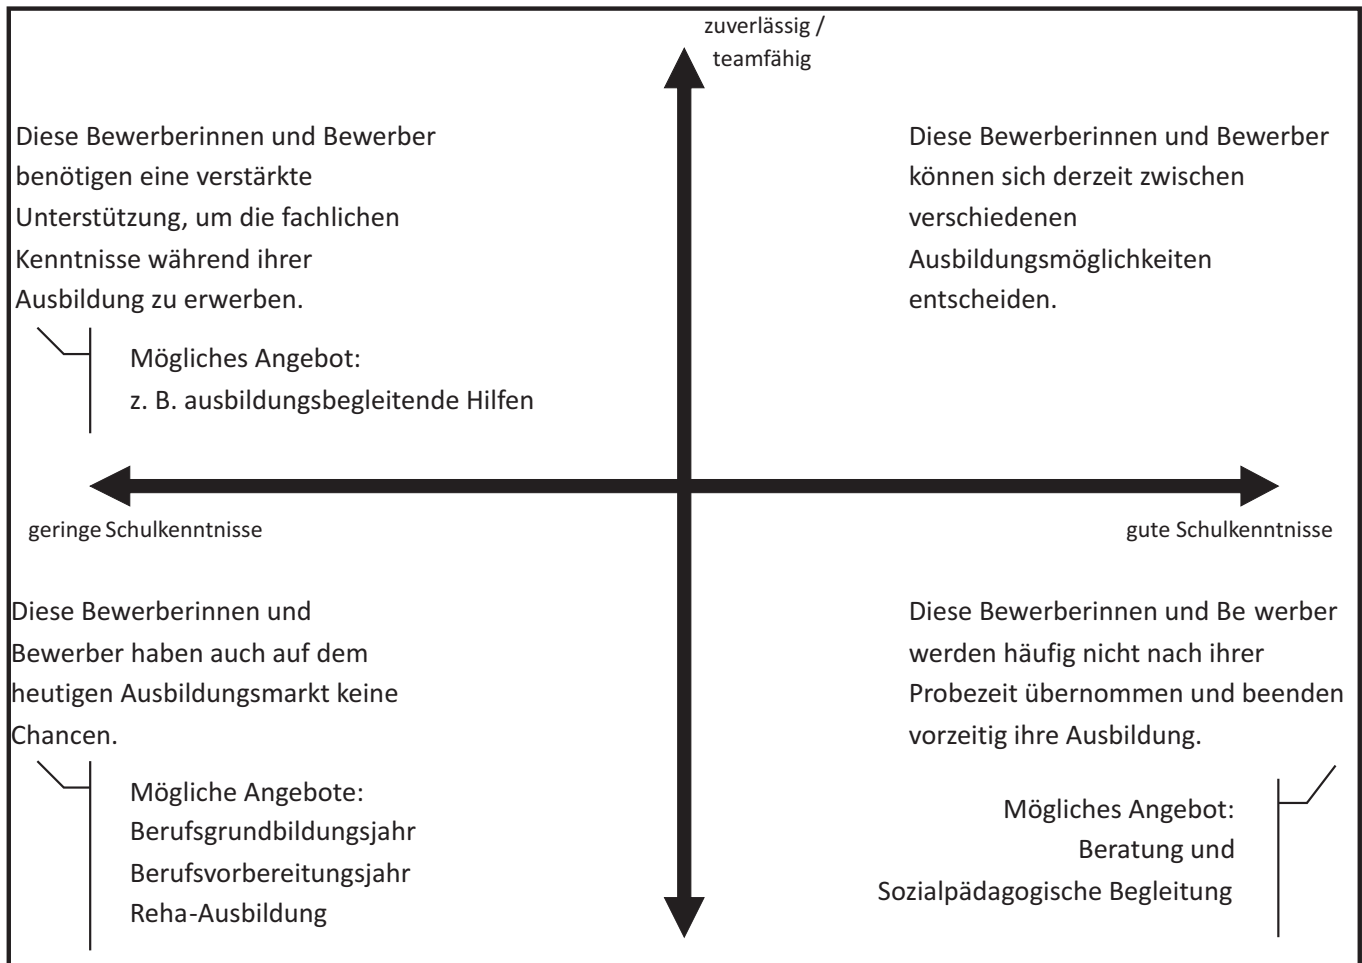 zuverlässig /
teamfähig
Diese Bewerberinnen und Bewerber
benötigen eine verstärkte
Unterstützung, um die fachlichen
Kenntnisse während ihrer
Ausbildung zu erwerben.
Mögliches Angebot:
z. B. ausbildungsbegleitende Hilfen
Diese Bewerberinnen und Bewerber
können sich derzeit zwischen
verschiedenen
Ausbildungsmöglichkeiten
entscheiden.
geringe Schulkenntnisse
gute Schulkenntnisse
Diese Bewerberinnen und
Bewerber haben auch auf dem
heutigen Ausbildungsmarkt keine
Chancen.
Mögliche Angebote:
Berufsgrundbildungsjahr
Berufsvorbereitungsjahr
Reha-Ausbildung
Diese Bewerberinnen und Be werber
werden häufig nicht nach ihrer
Probezeit übernommen und beenden
vorzeitig ihre Ausbildung.
Mögliches Angebot:
Beratung und
Sozialpädagogische Begleitung